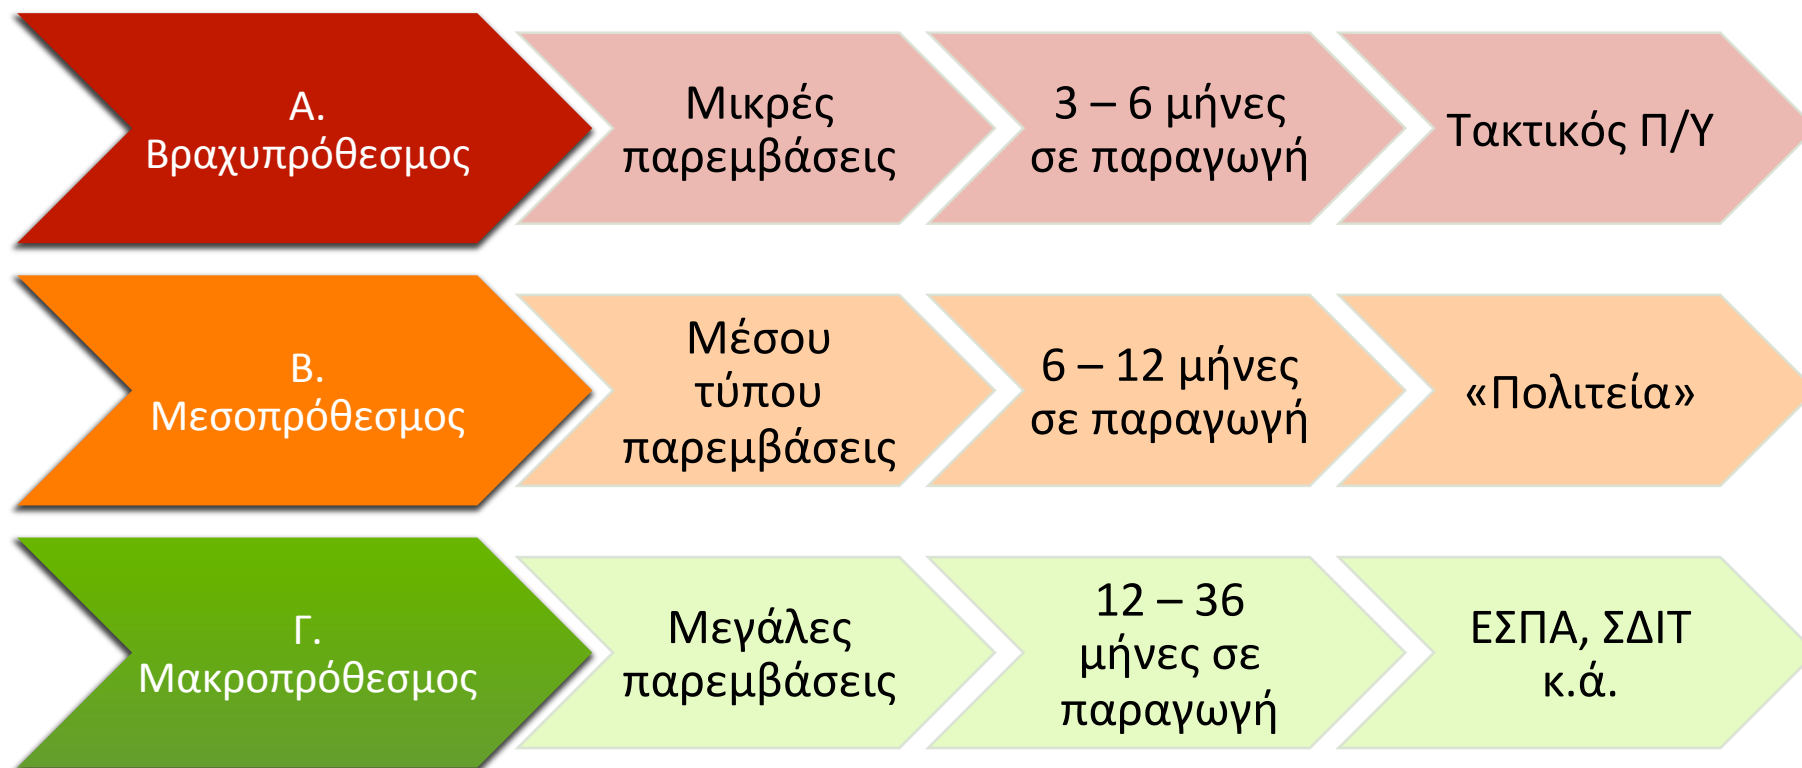 Α.
Βραχυπρόθεσμος
Μικρές
παρεμβάσεις
3 – 6 μήνες
σε παραγωγή
Τακτικός Π/Υ
Β.
Μεσοπρόθεσμος
Μέσου
τύπου
παρεμβάσεις
6 – 12 μήνες
σε παραγωγή
«Πολιτεία»
Γ.
Μακροπρόθεσμος
Μεγάλες
παρεμβάσεις
12 – 36
μήνες σε
παραγωγή
ΕΣΠΑ, ΣΔΙΤ
κ.ά.